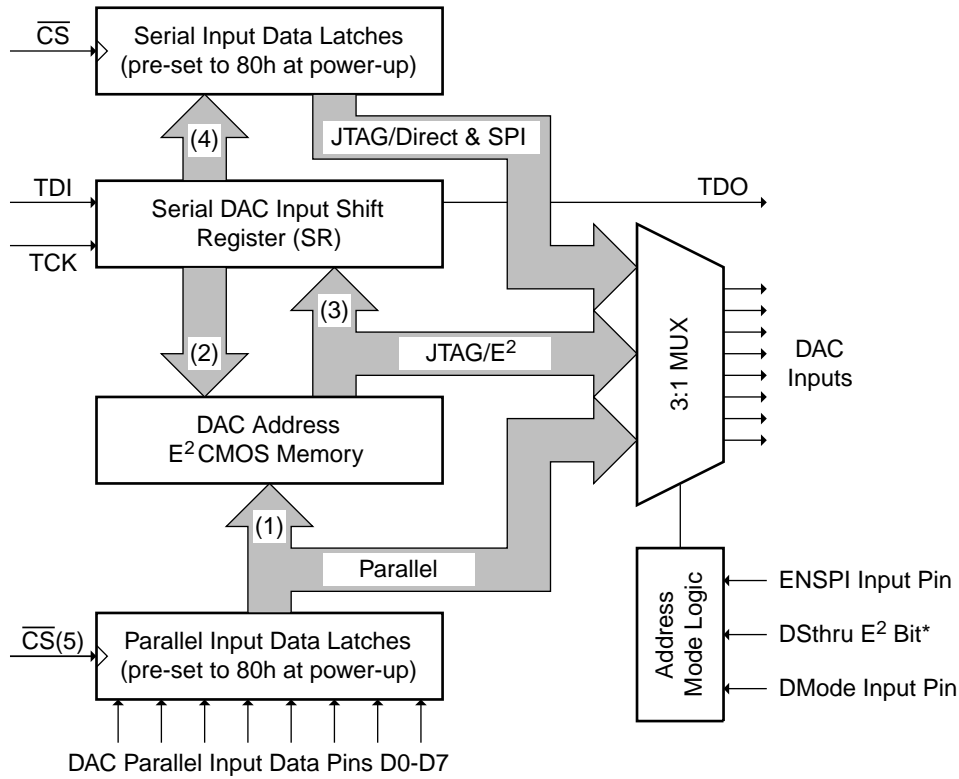 C̅S̅
Serial Input Data Latches
(pre-set to 80h at power-up)
(4)
JTAG/Direct & SPI
TDI
TCK
Serial DAC Input Shift
Register (SR)
TDO
(2)
(3)
JTAG/E²
3:1 MUX
DAC
Inputs
DAC Address
E² CMOS Memory
(1)
Parallel
C̅S̅(5)
Parallel Input Data Latches
(pre-set to 80h at power-up)
Address
Mode Logic
ENSPI Input Pin
DSthru E² Bit*
DMode Input Pin
DAC Parallel Input Data Pins D0-D7